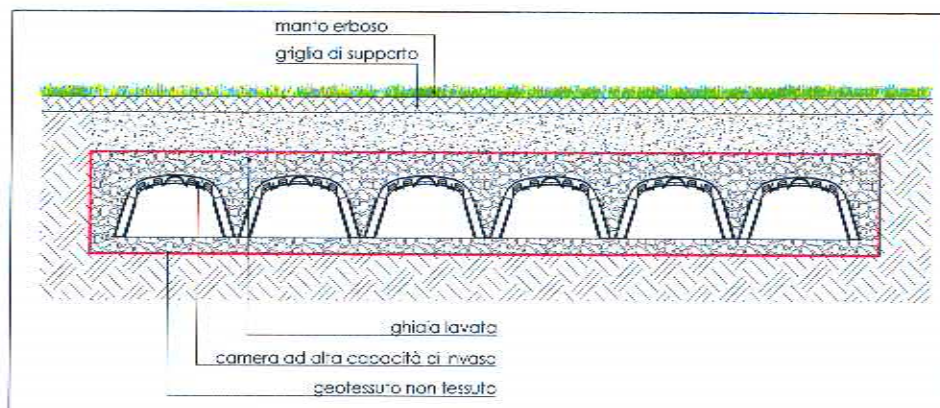 manto erboso
griglia di supporto
ghiaia lavata
camera ad alta capacità di invaso
geotessuto non tessuto